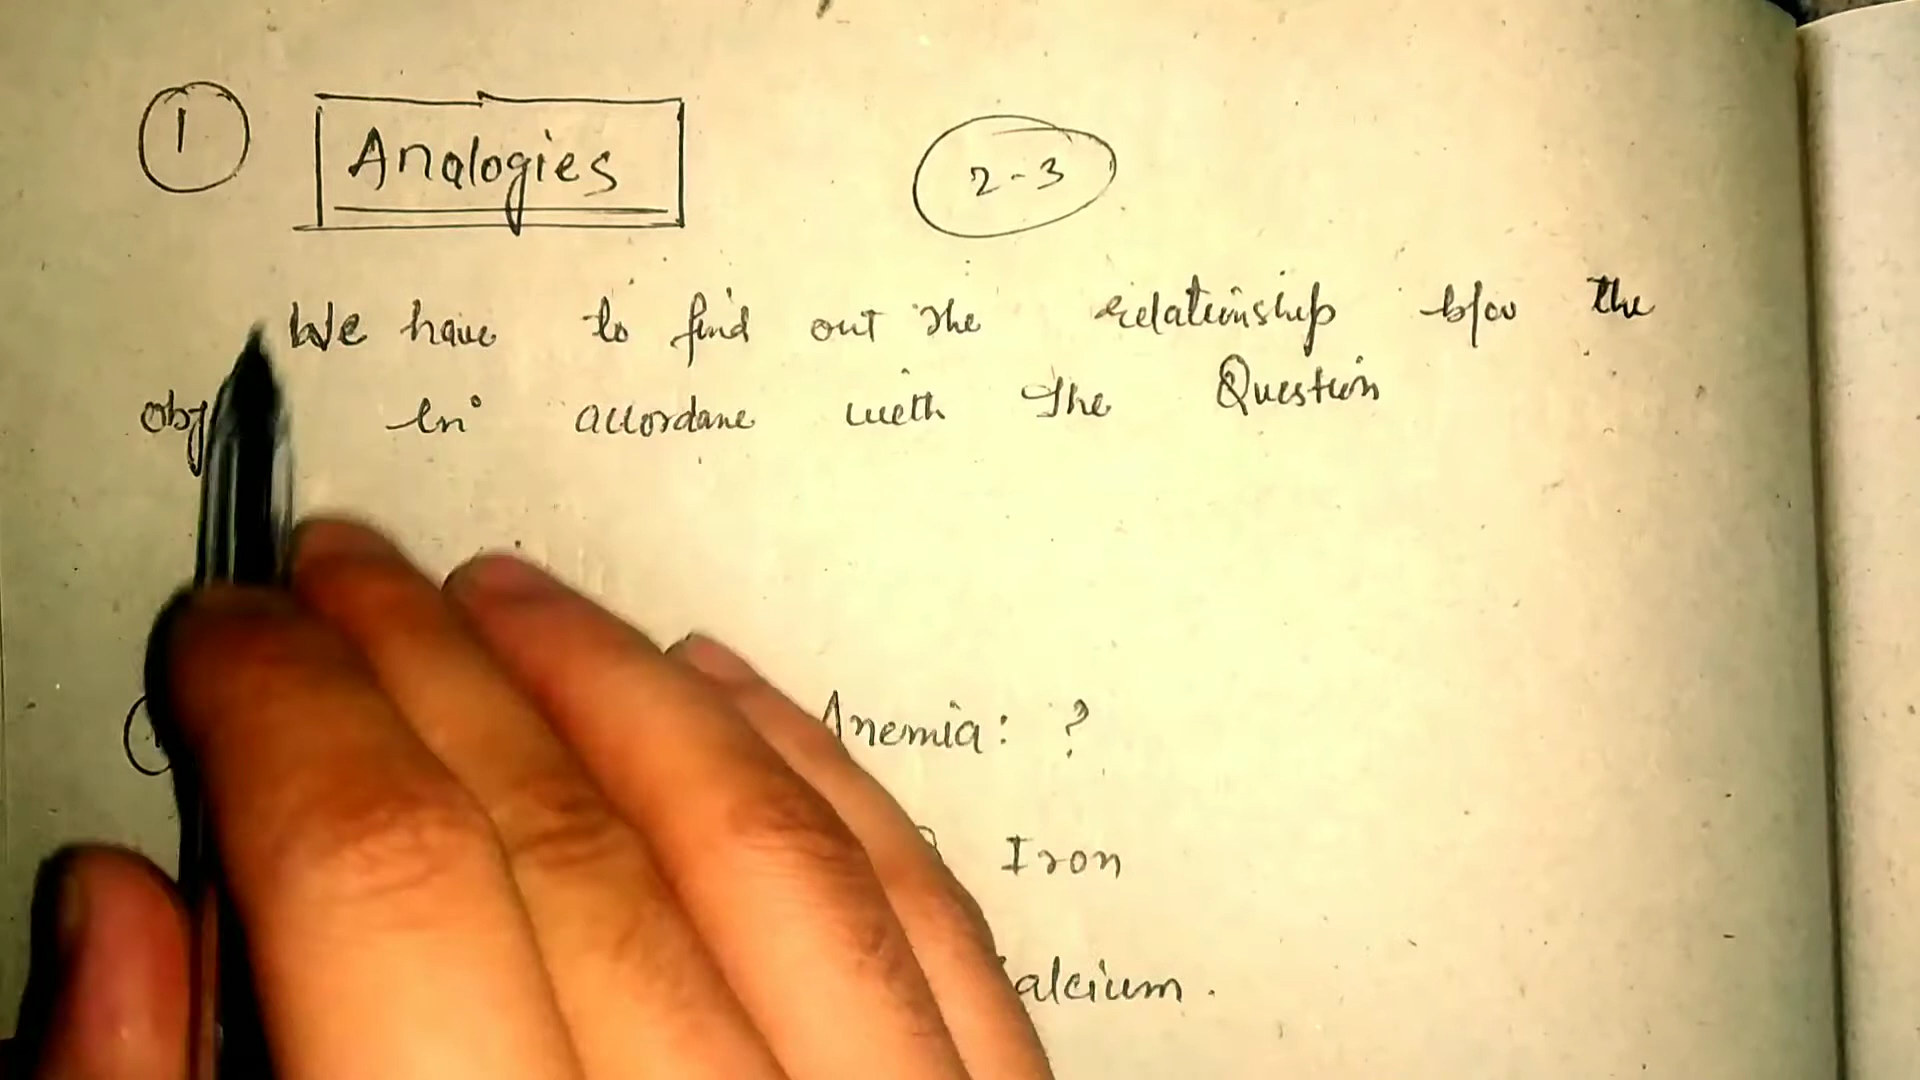 1 Analogies 2-3
We have to find out the relationship b/w the
in accordane with the Question
Anemia: ?
Iron
alcium.